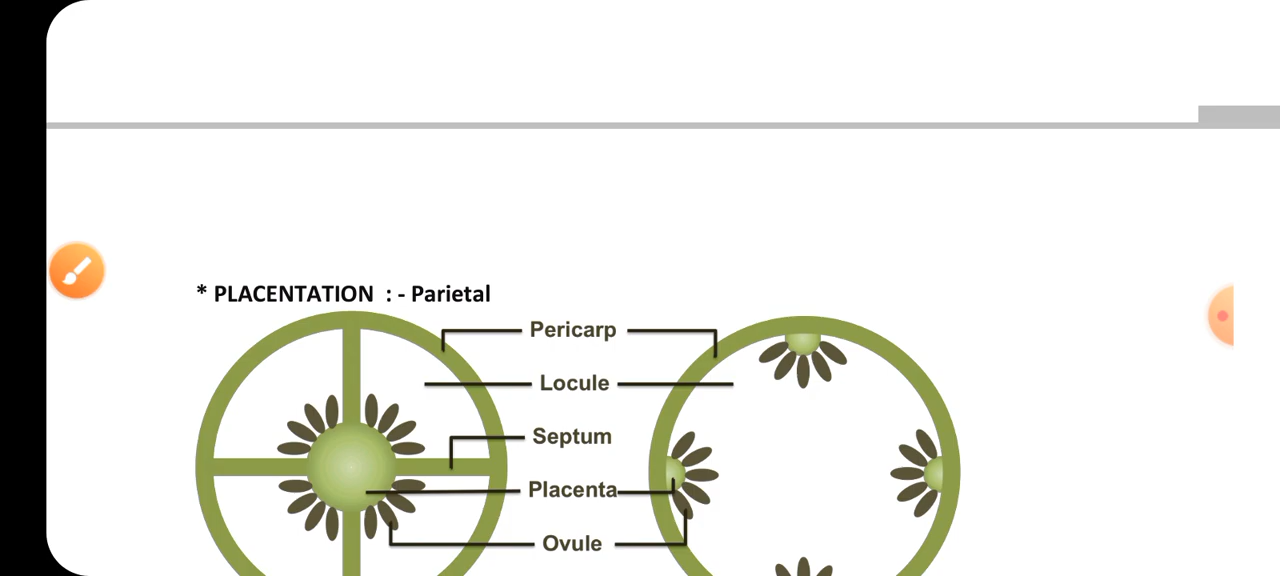 * PLACENTATION : - Parietal
Pericarp
Locule
Septum
Placenta
Ovule